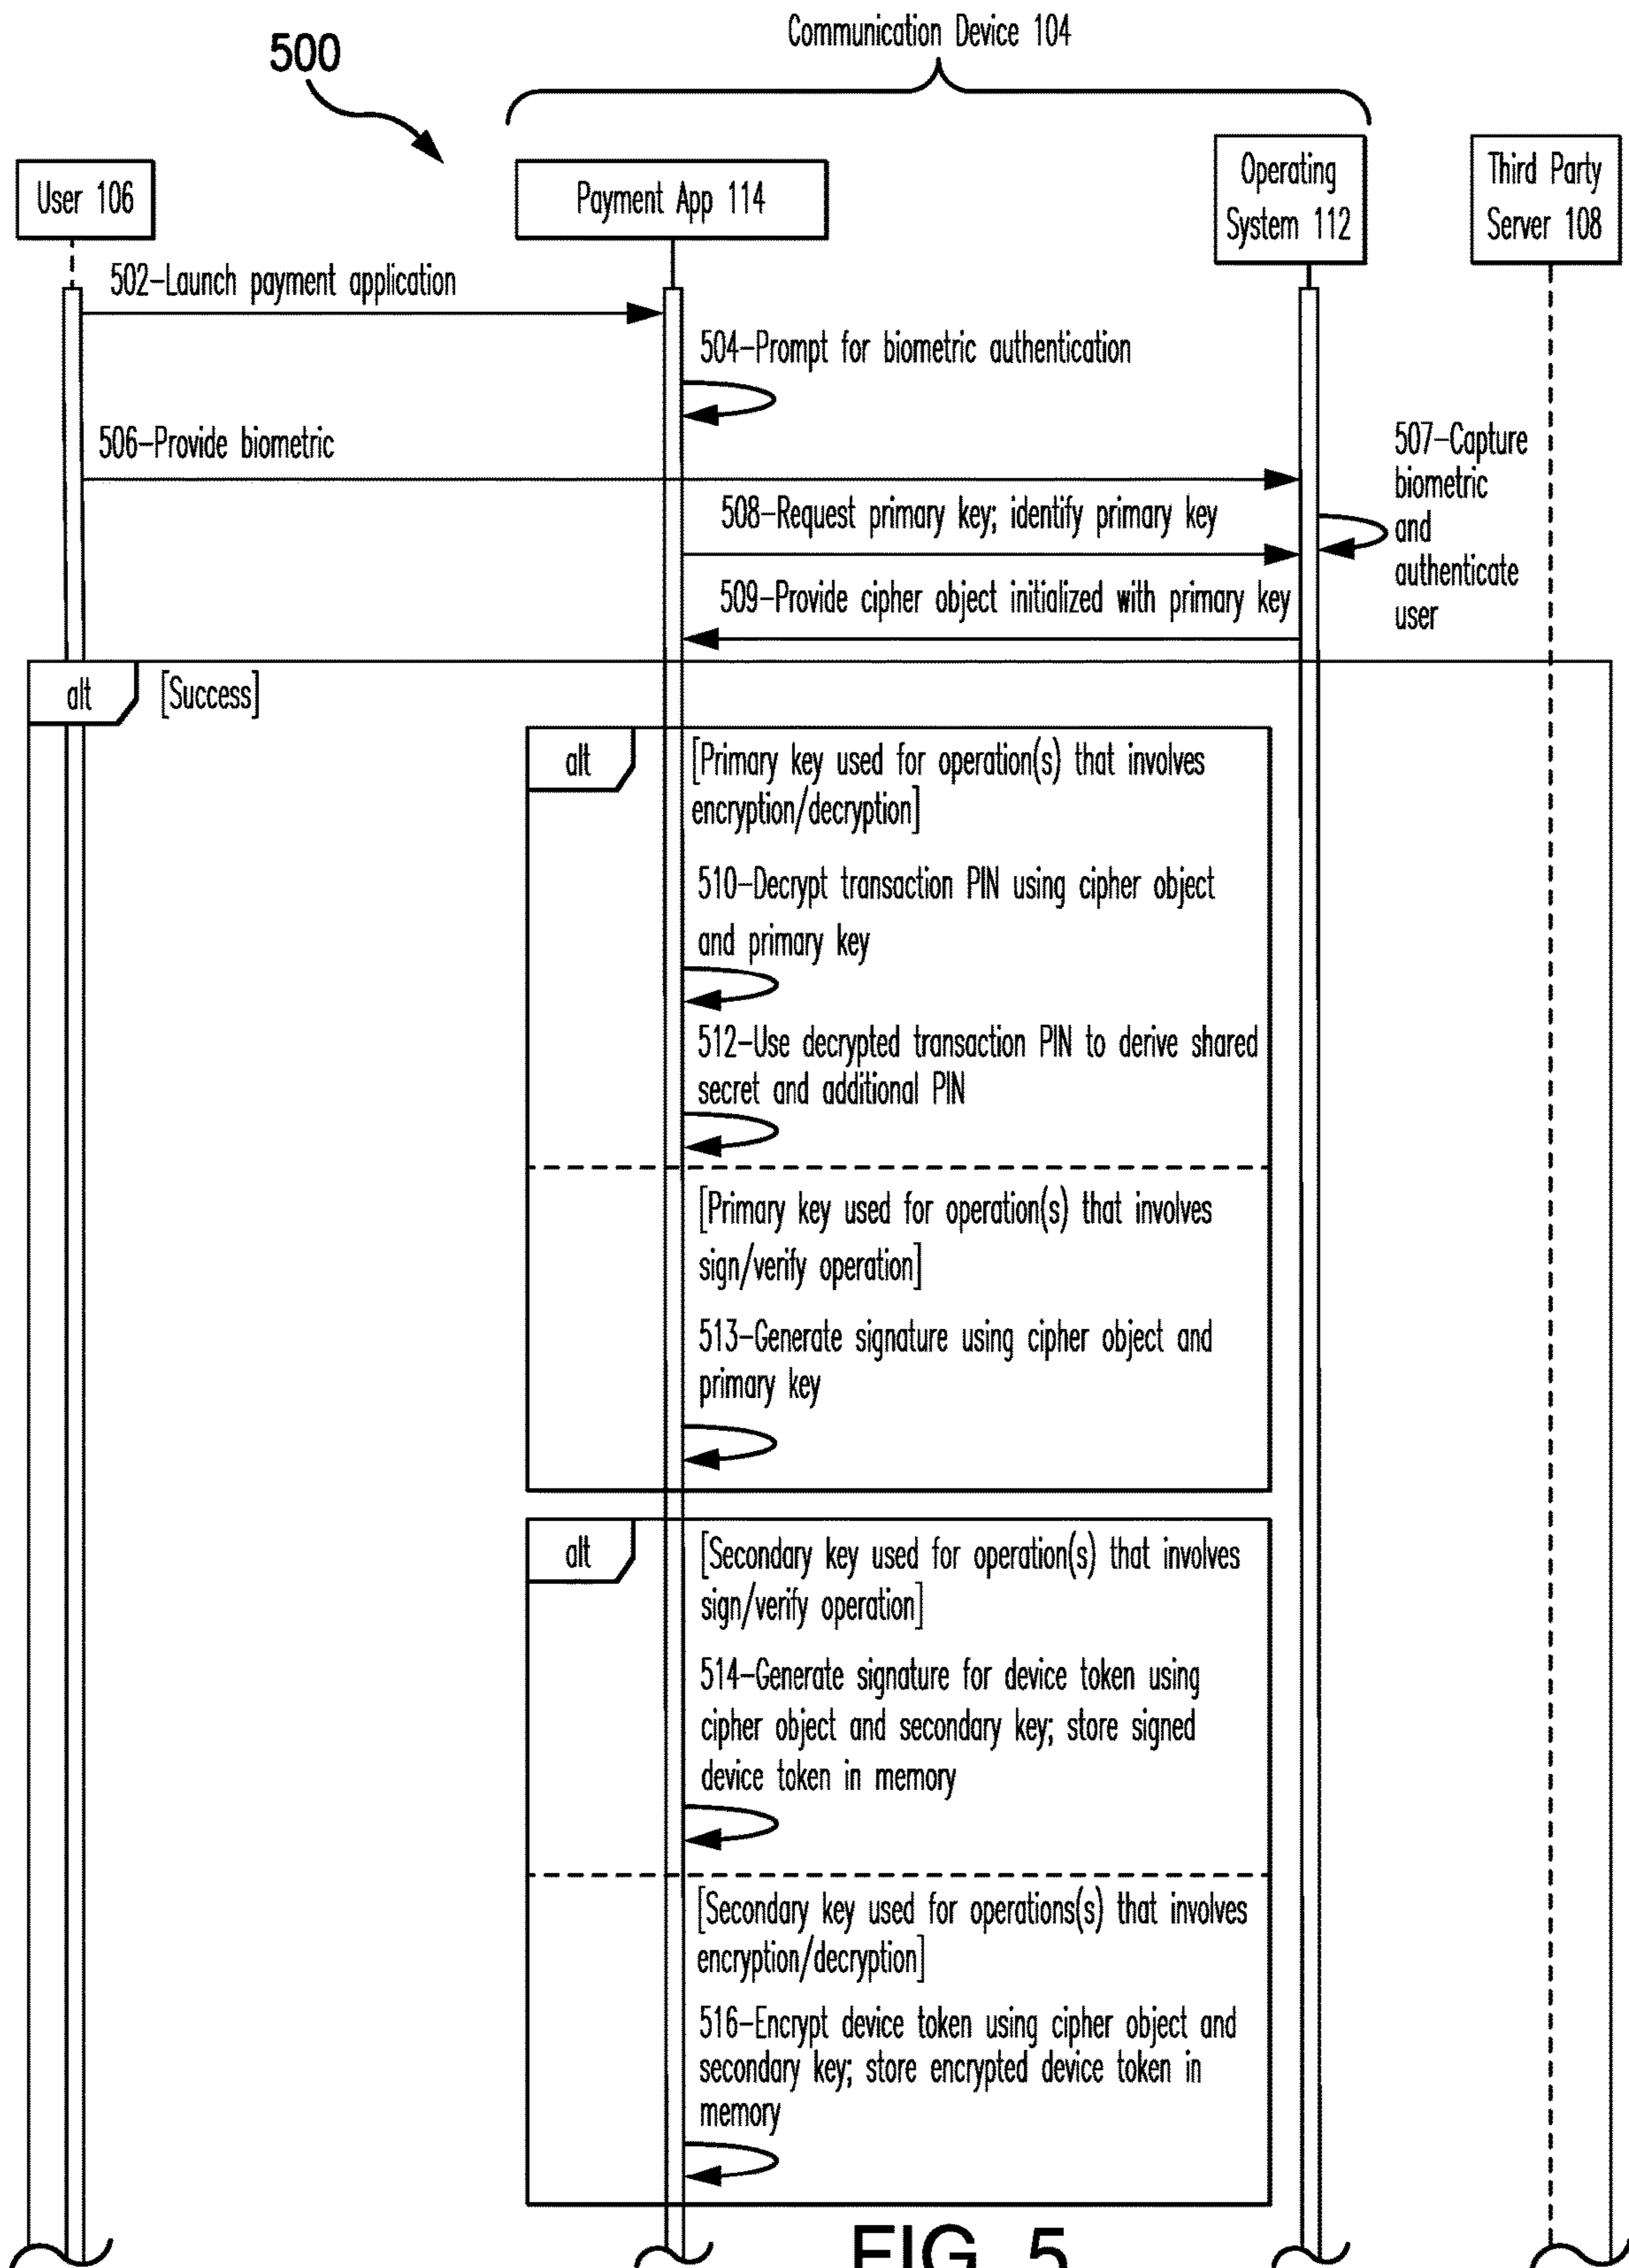 Communication Device 104
500
User 106
Payment App 114
Operating
System 112
Third Party
Server 108
502-Launch payment application
504-Prompt for biometric authentication
506-Provide biometric
507-Capture
biometric
and
authenticate
user
508-Request primary key; identify primary key
509-Provide cipher object initialized with primary key
alt
[Success]
alt
[Primary key used for operation(s) that involves
encryption/decryption]
510-Decrypt transaction PIN using cipher object
and primary key
512-Use decrypted transaction PIN to derive shared
secret and additional PIN
[Primary key used for operation(s) that involves
sign/verify operation]
513-Generate signature using cipher object and
primary key
alt
[Secondary key used for operation(s) that involves
sign/verify operation]
514-Generate signature for device token using
cipher object and secondary key; store signed
device token in memory
[Secondary key used for operations(s) that involves
encryption/decryption]
516-Encrypt device token using cipher object and
secondary key; store encrypted device token in
memory
FIG. 5